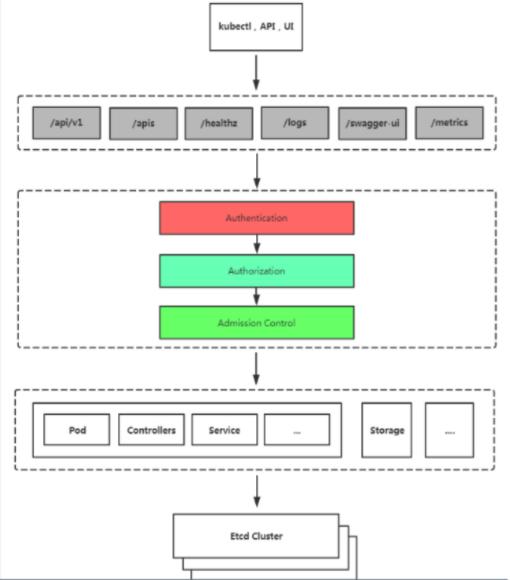 kubectl , API , UI
/api/v1
/apis
/healthz
/logs
/swagger-ui
/metrics
Authentication
Authorization
Admission Control
Pod
Controllers
Service
...
Storage
....
Etcd Cluster